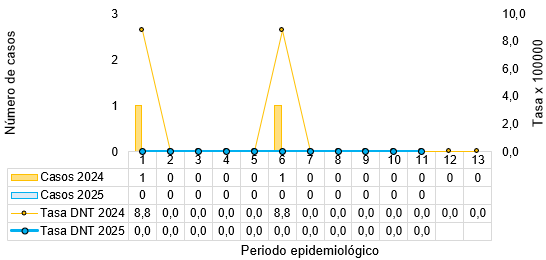 Número de casos
3
2
1
0
10,0
8,0
6,0
4,0
2,0
0,0
Tasa x 100000
1 2 3 4 5 6 7 8 9 10 11 12 13
Casos 2024 1 0 0 0 0 1 0 0 0 0 0 0 0
Casos 2025 0 0 0 0 0 0 0 0 0 0 0
Tasa DNT 2024 8,8 0,0 0,0 0,0 0,0 8,8 0,0 0,0 0,0 0,0 0,0 0,0 0,0
Tasa DNT 2025 0,0 0,0 0,0 0,0 0,0 0,0 0,0 0,0 0,0 0,0 0,0
Periodo epidemiológico